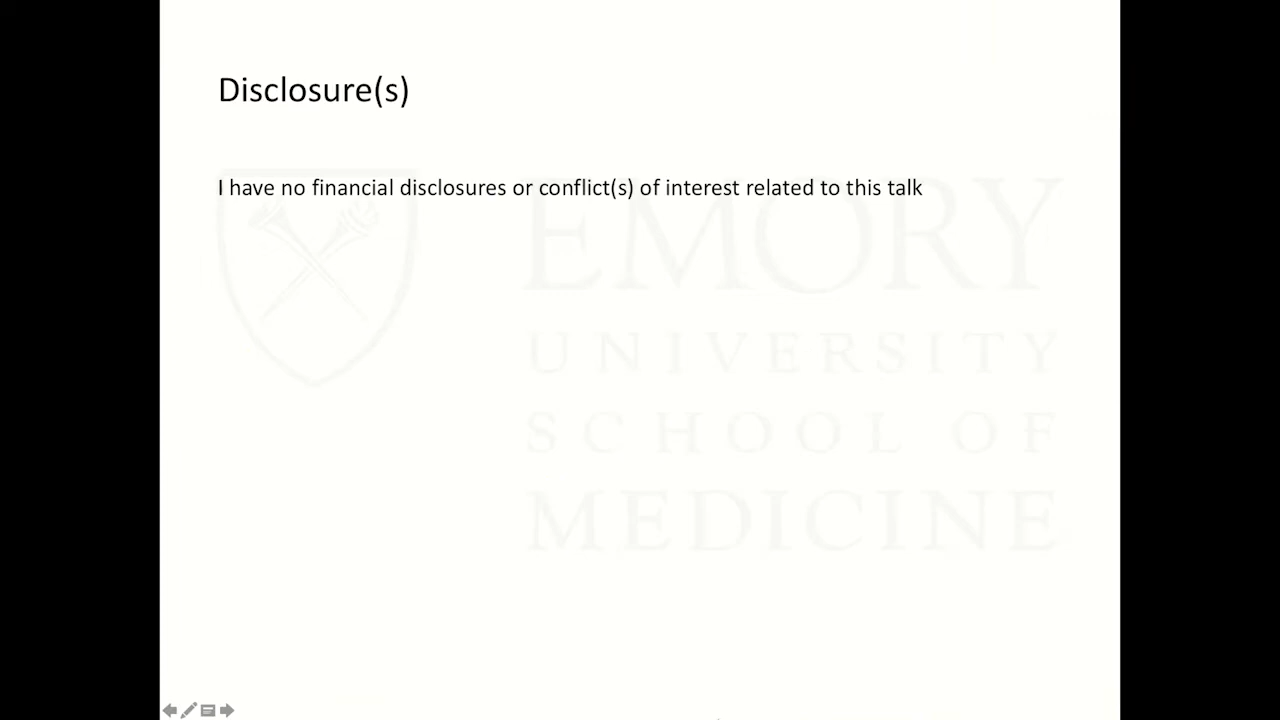 Disclosure(s)
I have no financial disclosures or conflict(s) of interest related to this talk
EMORY
UNIVERSITY
SCHOOL OF
MEDICINE